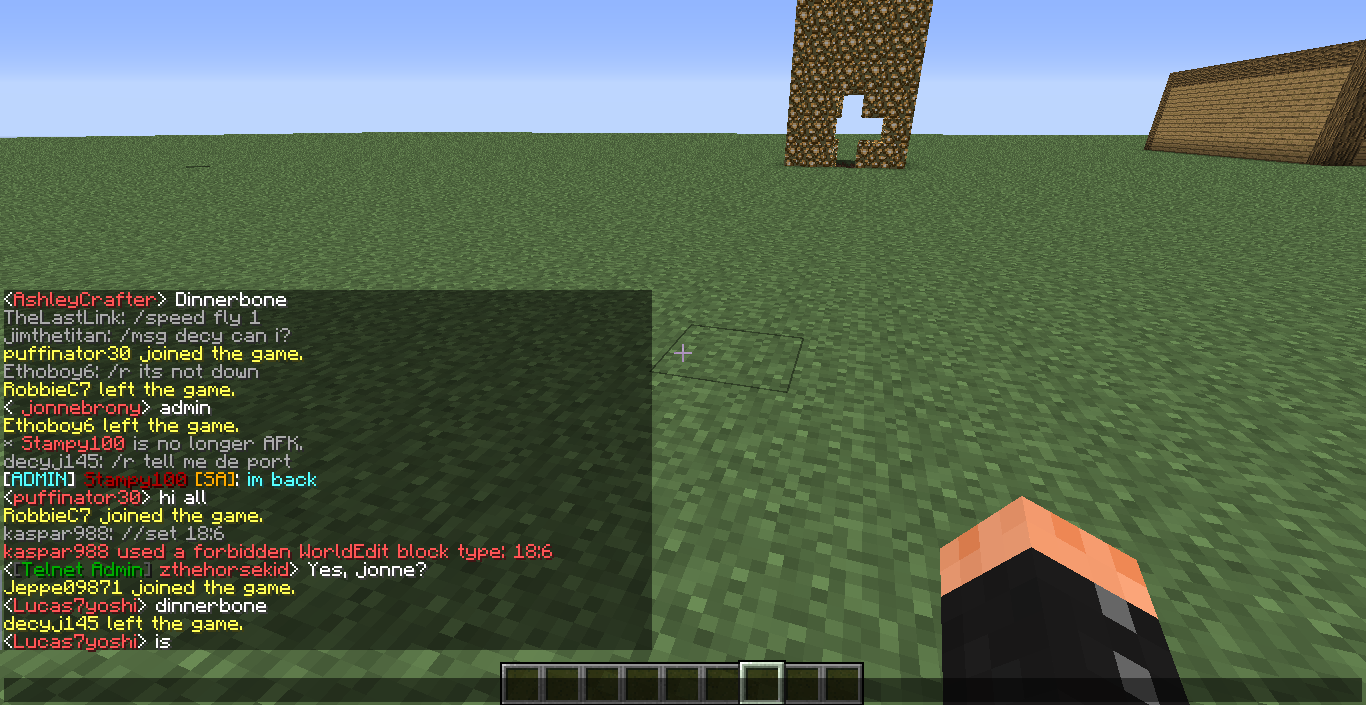 <AshleyCrafter> Dinnerbone
TheLastLink: /speed fly 1
jimthetitan: /msg decy can i?
puffinator30 joined the game.
Ethoboy6: /r its not down
RobbieC7 left the game.
< jonnebrony> admin
Ethoboy6 left the game.
* Stampy100 is no longer AFK.
decyj145: /r tell me de port
[ADMIN] Stampy100 [SA]: im back
<puffinator30> hi all
RobbieC7 joined the game.
kaspar988: //set 18:6
kaspar988 used a forbidden WorldEdit block type: 18:6
<[Telnet Admin] zthehorsekid> Yes, jonne?
Jeppe09871 joined the game.
<Lucas7yoshi> dinnerbone
decyj145 left the game.
<Lucas7yoshi> is